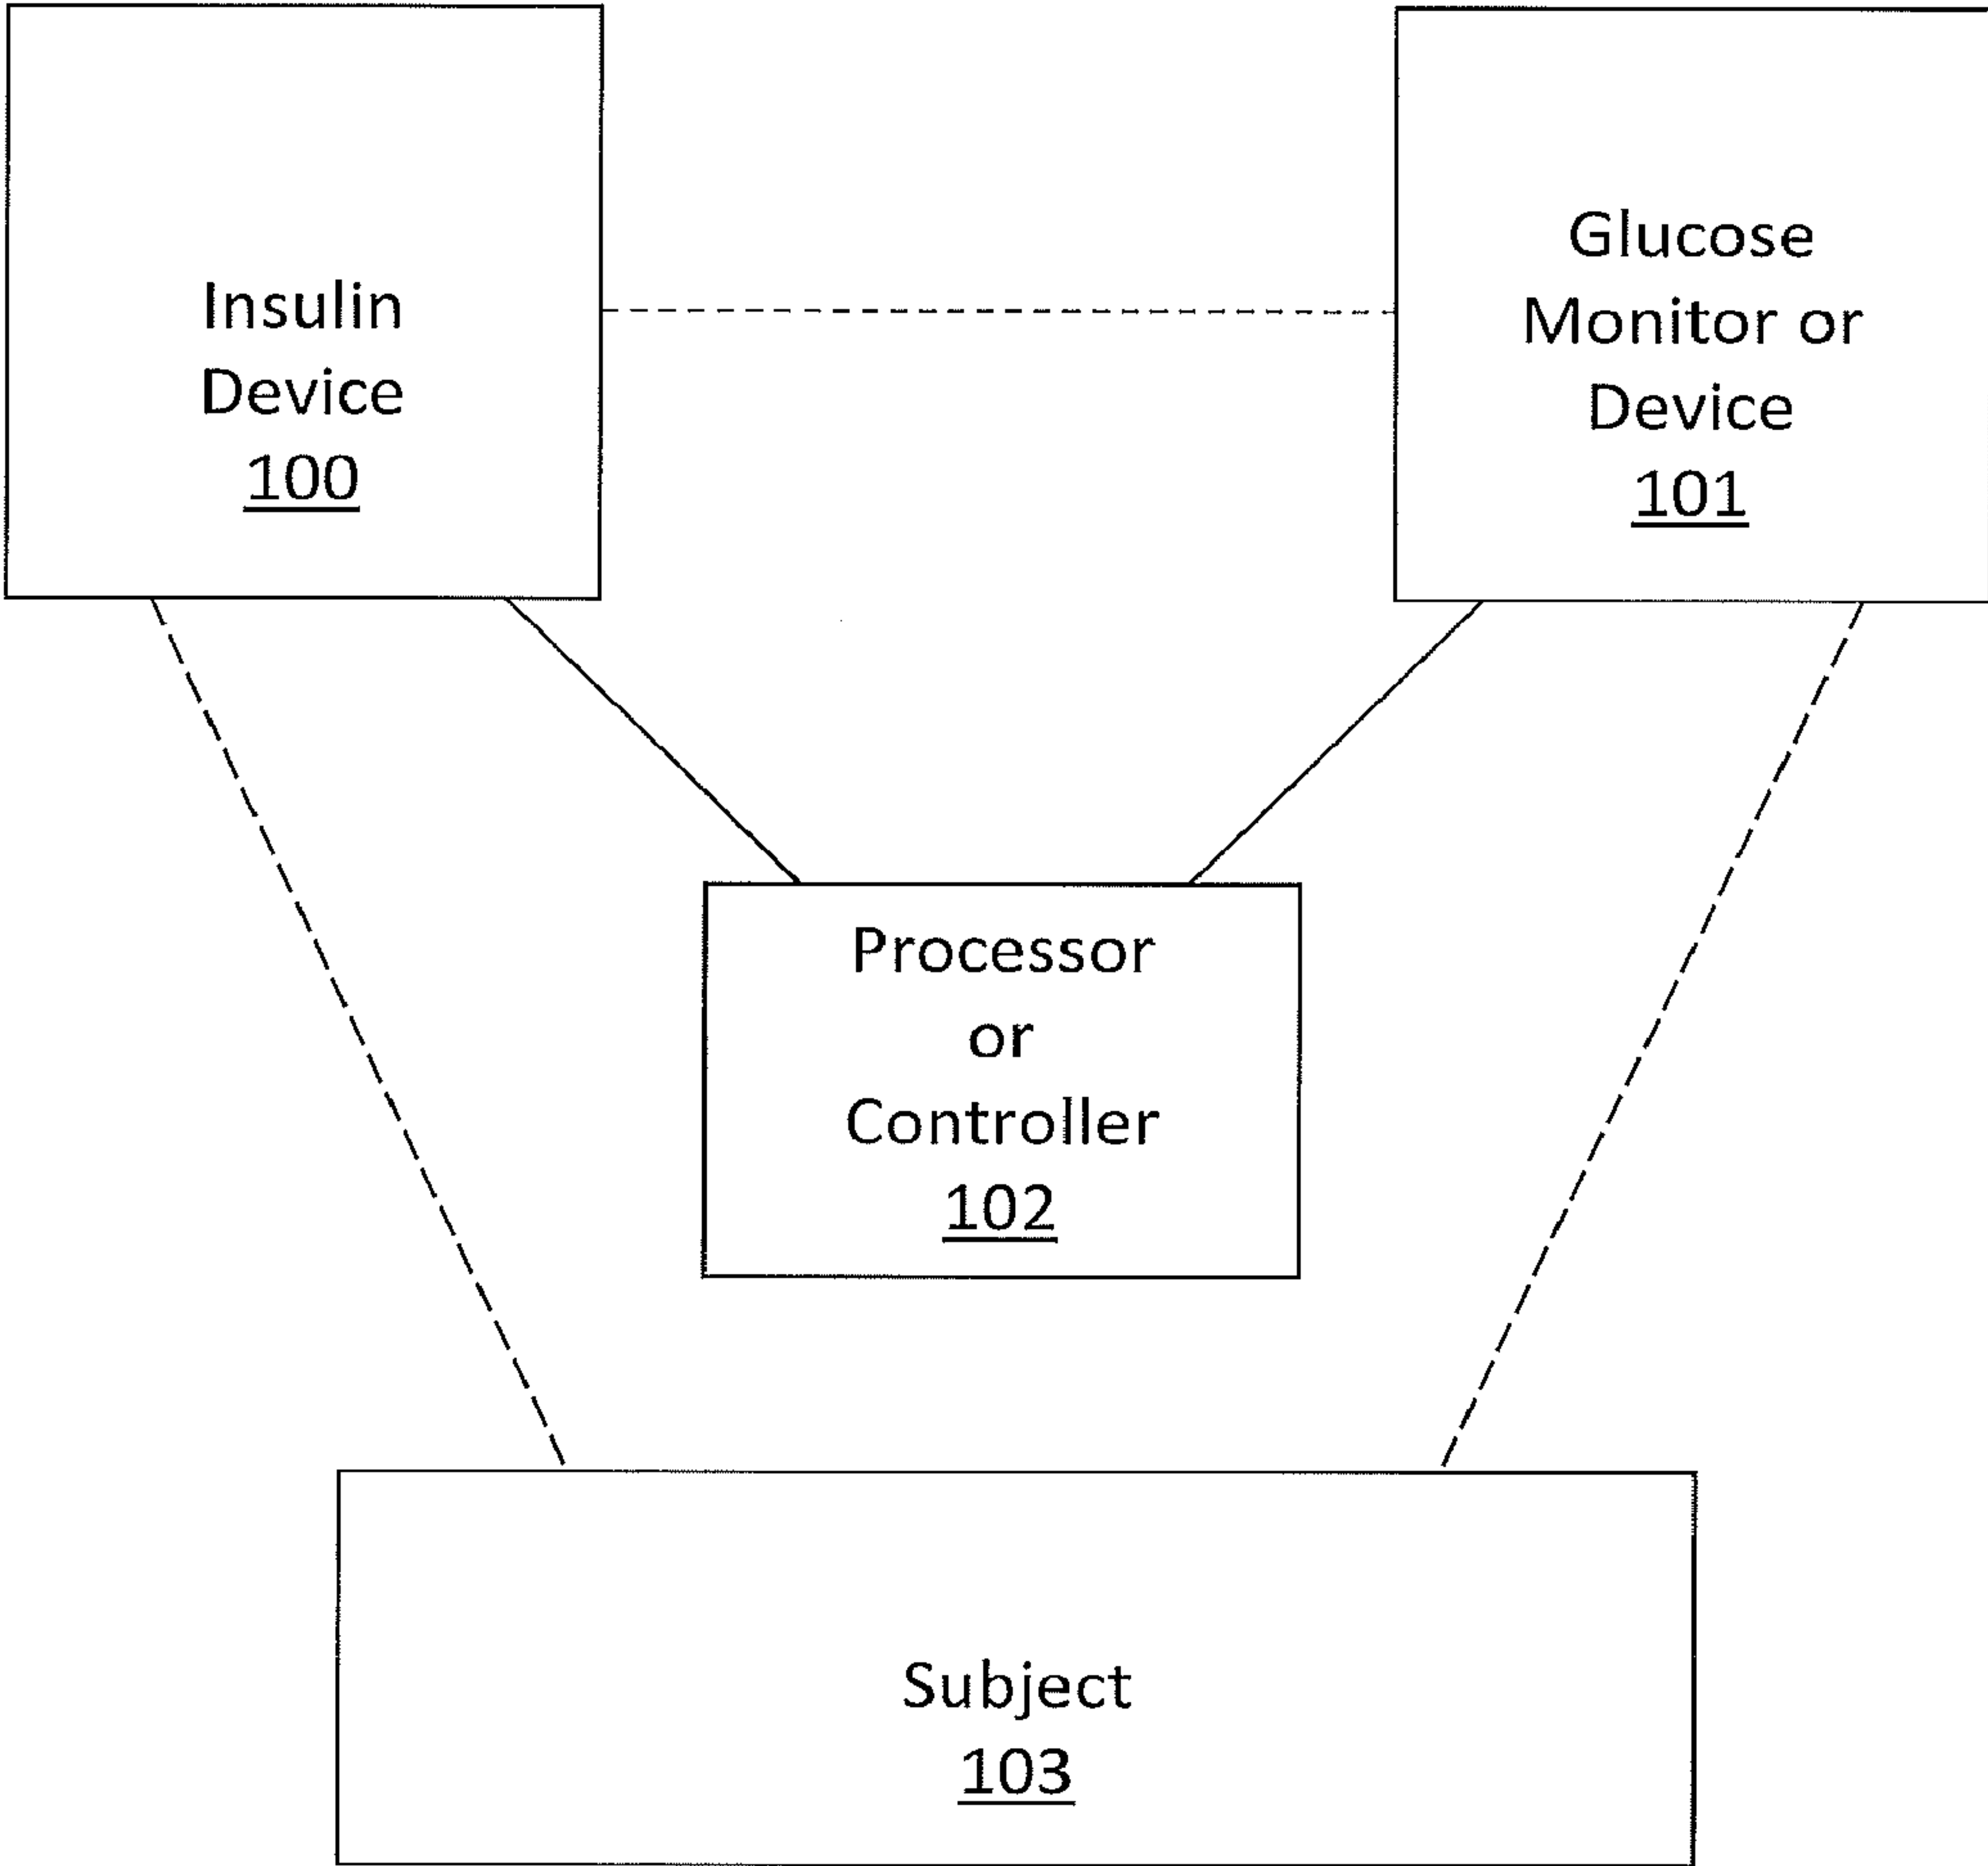 Insulin
Device
100
Glucose
Monitor or
Device
101
Processor
or
Controller
102
Subject
103